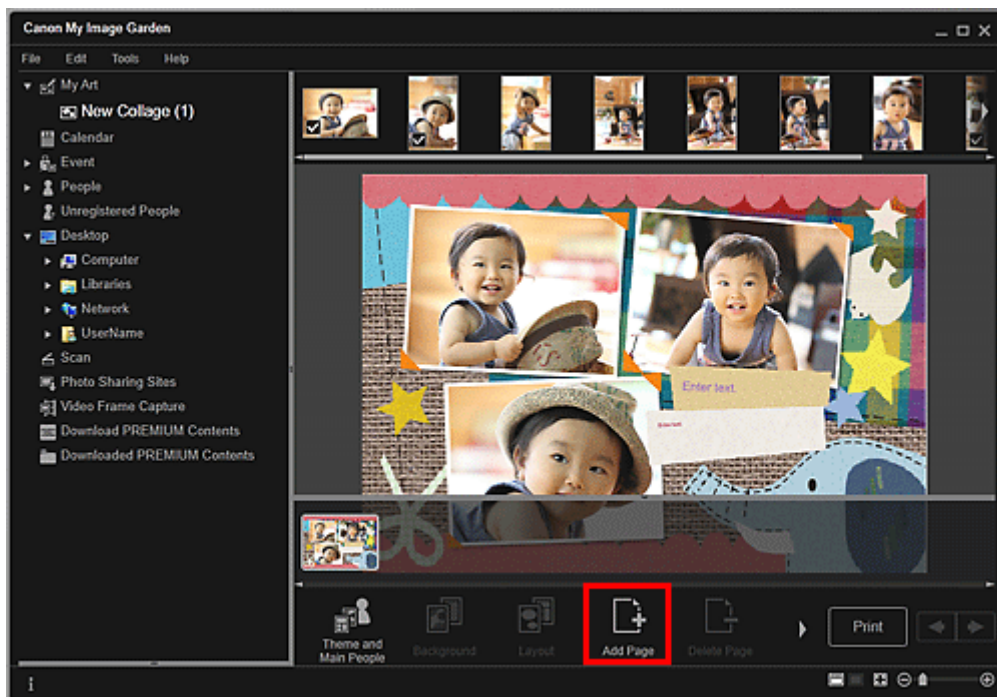 Canon My Image Garden
File Edit Tools Help
My Art
New Collage (1)
Calendar
Event
People
Unregistered People
Desktop
Computer
Libraries
Network
UserName
Scan
Photo Sharing Sites
Video Frame Capture
Download PREMIUM Contents
Downloaded PREMIUM Contents
Enter text.
Enter text.
Theme and
Main People
Background
Layout
Add Page
Delete Page
Print